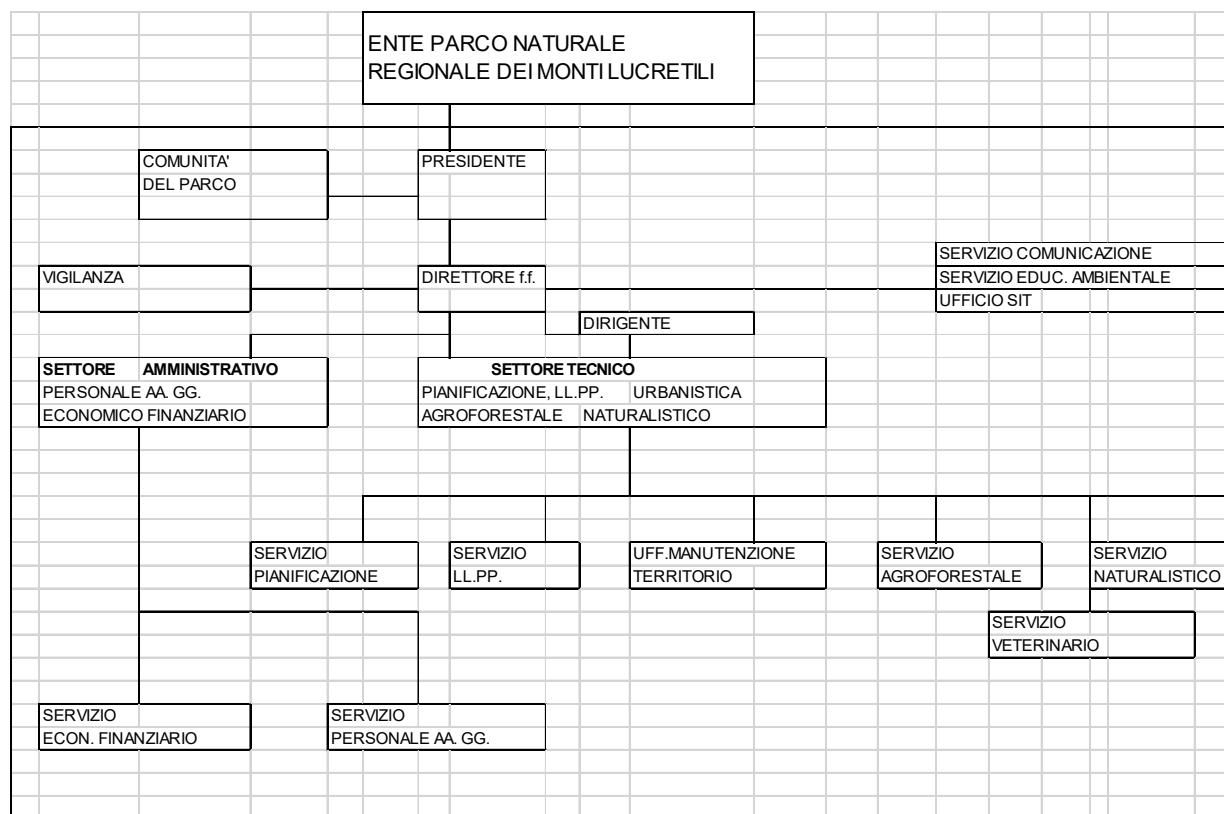 ENTE PARCO NATURALE
REGIONALE DEI MONTI LUCRETILI
COMUNITA'
DEL PARCO
PRESIDENTE
SERVIZIO COMUNICAZIONE
SERVIZIO EDUC. AMBIENTALE
UFFICIO SIT
VIGILANZA
DIRETTORE f.f.
DIRIGENTE
SETTORE AMMINISTRATIVO
PERSONALE AA. GG.
ECONOMICO FINANZIARIO
SETTORE TECNICO
PIANIFICAZIONE, LL.PP. URBANISTICA
AGROFORESTALE NATURALISTICO
SERVIZIO
PIANIFICAZIONE
SERVIZIO
LL.PP.
UFF.MANUTENZIONE
TERRITORIO
SERVIZIO
AGROFORESTALE
SERVIZIO
NATURALISTICO
SERVIZIO
VETERINARIO
SERVIZIO
ECON. FINANZIARIO
SERVIZIO
PERSONALE AA. GG.